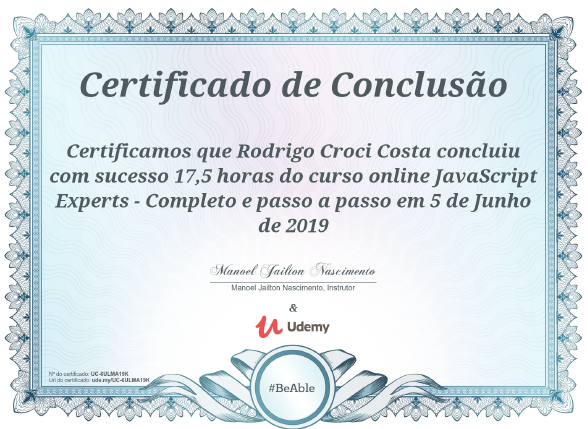 Certificado de Conclusão
Certificamos que Rodrigo Croci Costa concluiu
com sucesso 17,5 horas do curso online JavaScript
Experts - Completo e passo a passo em 5 de Junho
de 2019
Manoel Jailton Nascimento
Manoel Jailton Nascimento, Instrutor
&
Udemy
Nº do certificado: UC-6ULMA19K
Url do certificado: ude.my/UC-6ULMA19K
#BeAble